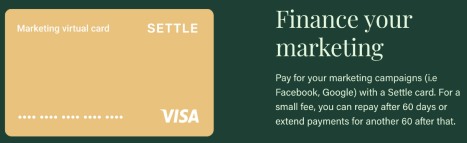 Marketing virtual card
SETTLE
•••• •••• •••• •••• ••••
VISA
Finance your
marketing
Pay for your marketing campaigns (i.e
Facebook, Google) with a Settle card. For a
small fee, you can repay after 60 days or
extend payments for another 60 after that.